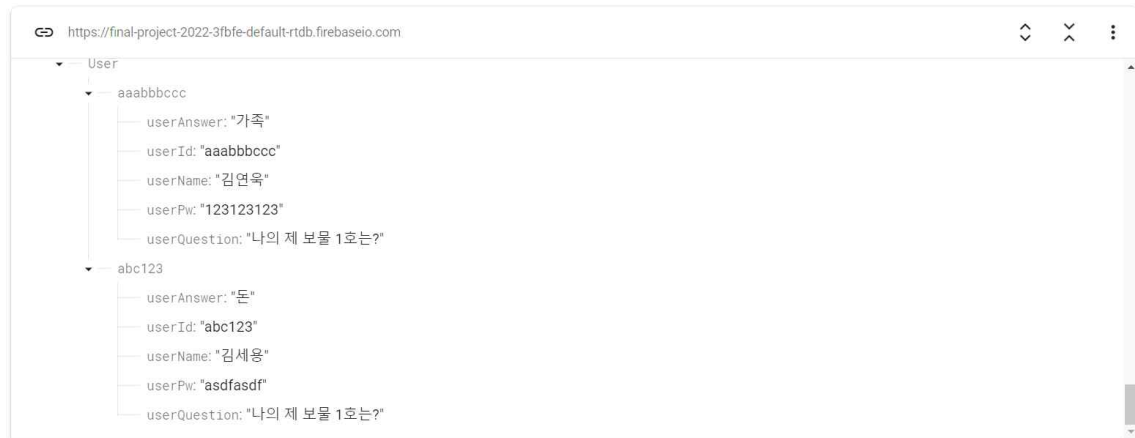 https://final-project-2022-3fbfe-default-rtdb.firebaseio.com
User
aaabbbccc
userAnswer: "가족"
userId: "aaabbbccc"
userName: "김연욱"
userPw: "123123123"
userQuestion: "나의 제 보물 1호는?"
abc123
userAnswer: "돈"
userId: "abc123"
userName: "김세용"
userPw: "asdfasdf"
userQuestion: "나의 제 보물 1호는?"